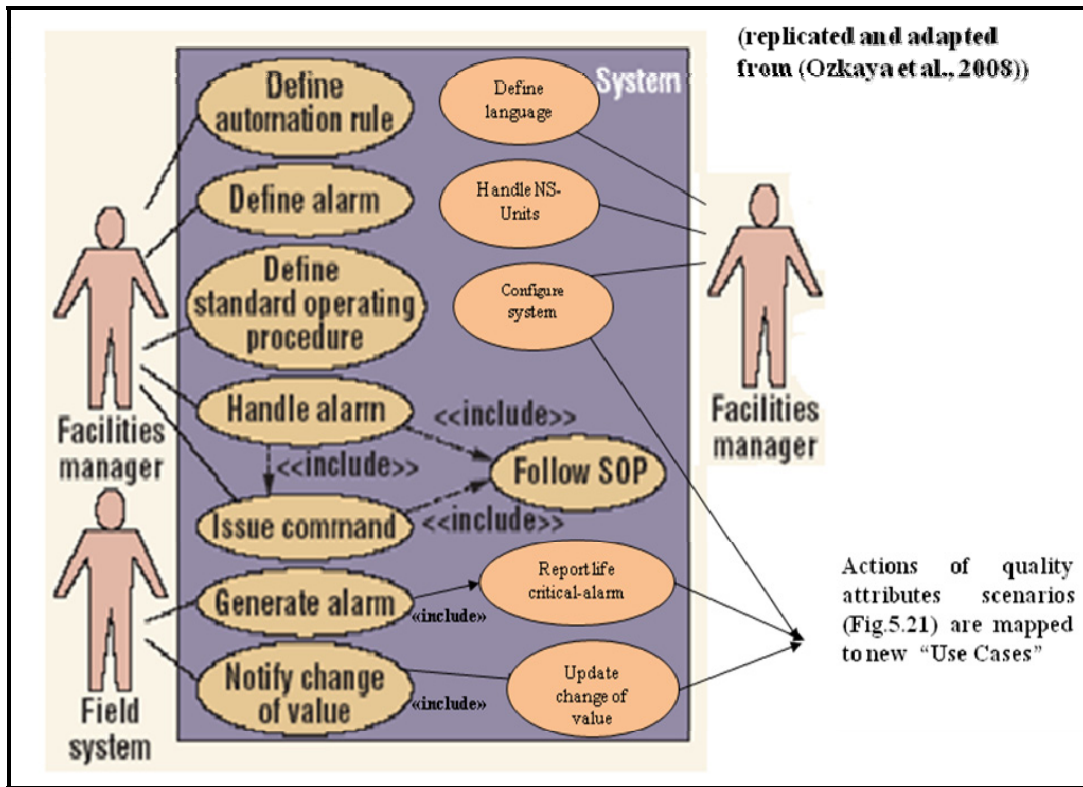 (replicated and adapted
from (Ozkaya et al., 2008))
System
Define
automation rule
Define
language
Define alarm
Handle NS-
Units
Define
standard operating
procedure
Configure
system
Handle alarm
«include»
Facilities
manager
Facilities
manager
«include»
Follow SOP
Issue command
«include»
Report life
critical-alarm
Generate alarm
«include»
Actions of quality
attributes scenarios
(Fig.5.21) are mapped
to new "Use Cases"
Notify change
of value
«include»
Update
change of
value
Field
system